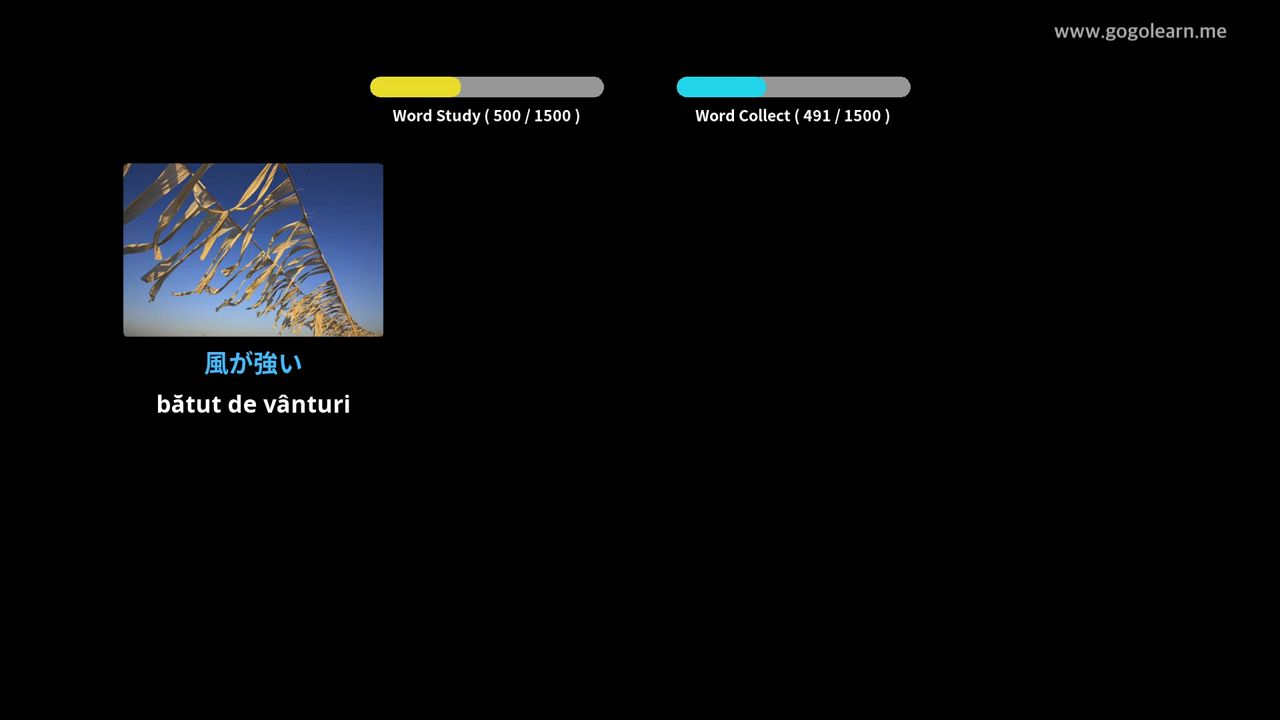 www.gogolearn.me
Word Study ( 500 / 1500 )
Word Collect ( 491 / 1500 )
風が強い
bătut de vânturi